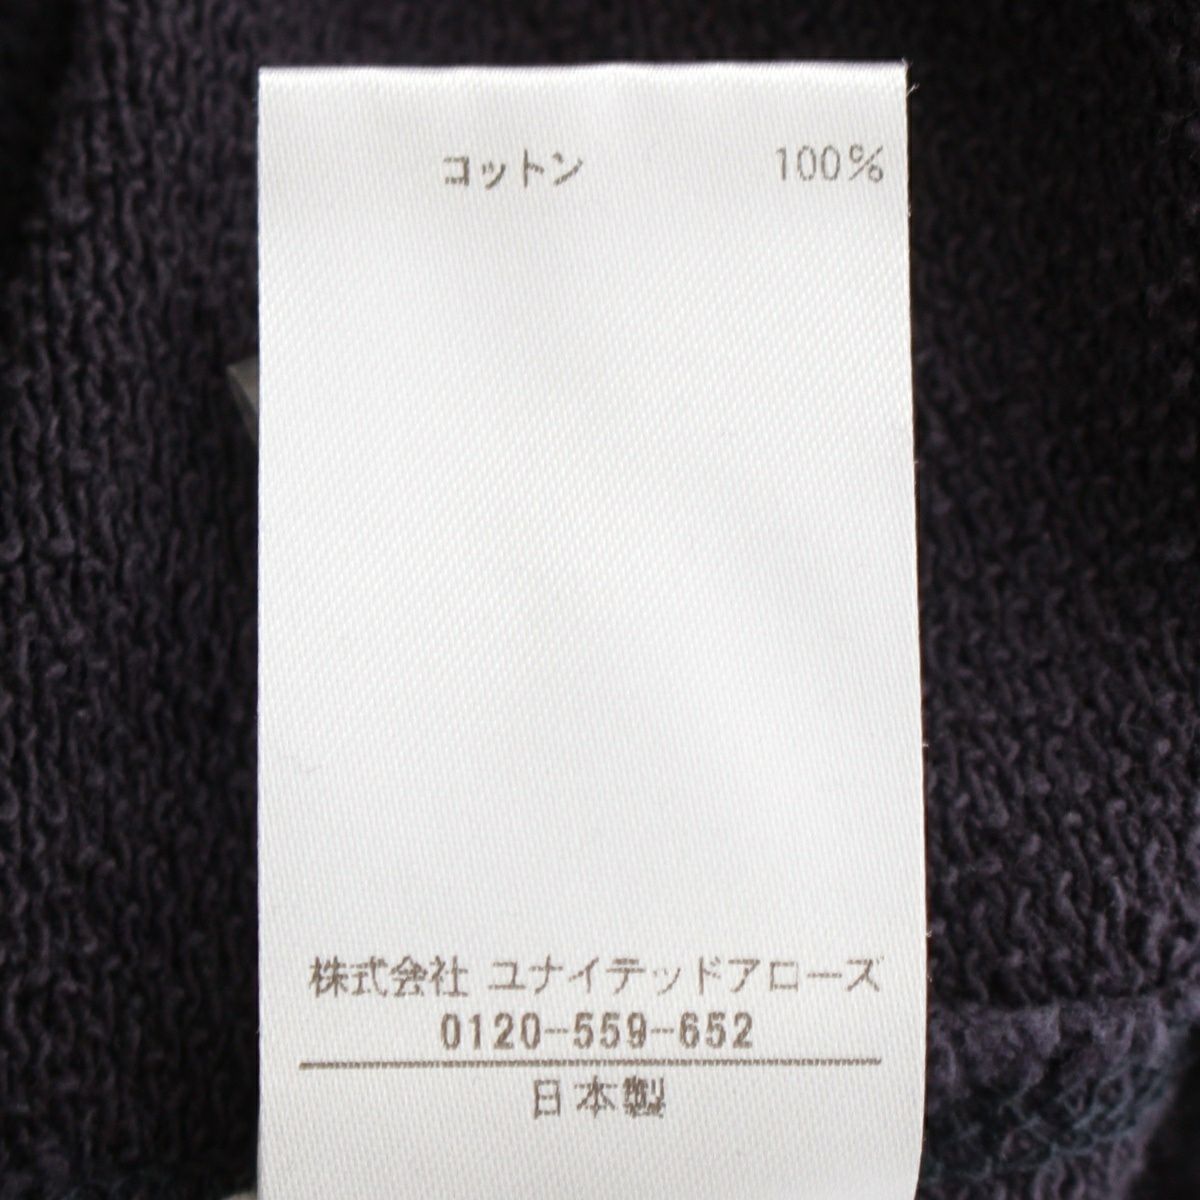 コットン 100%
株式会社 ユナイテッドアローズ
0120-559-652
日本製